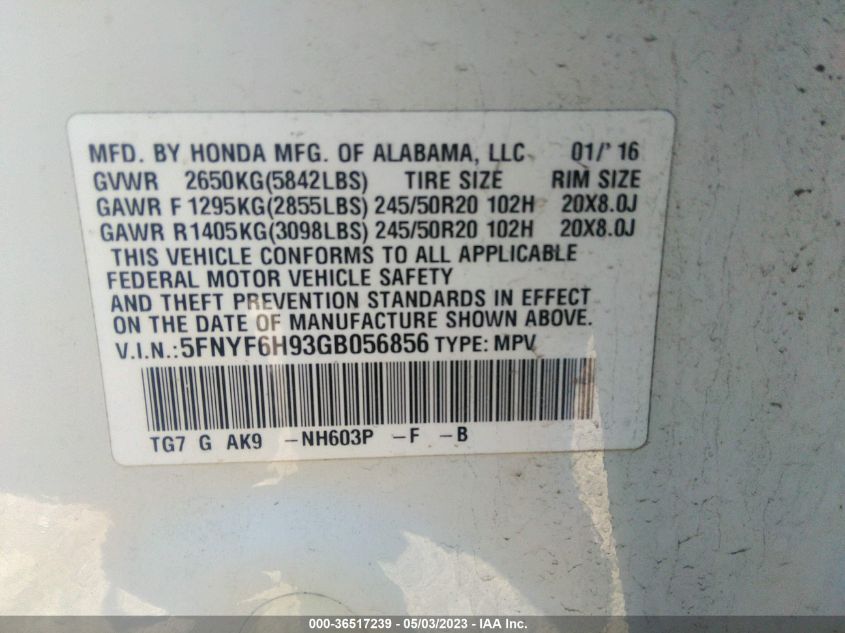 MFD. BY HONDA MFG. OF ALABAMA, LLC 01/'16
GVWR 2650KG(5842LBS) TIRE SIZE RIM SIZE
GAWR F 1295KG(2855LBS) 245/50R20 102H 20X8.0J
GAWR R1405KG(3098LBS) 245/50R20 102H 20X8.0J
THIS VEHICLE CONFORMS TO ALL APPLICABLE
FEDERAL MOTOR VEHICLE SAFETY
AND THEFT PREVENTION STANDARDS IN EFFECT
ON THE DATE OF MANUFACTURE SHOWN ABOVE.
V.I.N.:5FNYF6H93GB056856 TYPE: MPV
TG7 G AK9 -NH603P -F -B
000-36517239 - 05/03/2023 - IAA Inc.